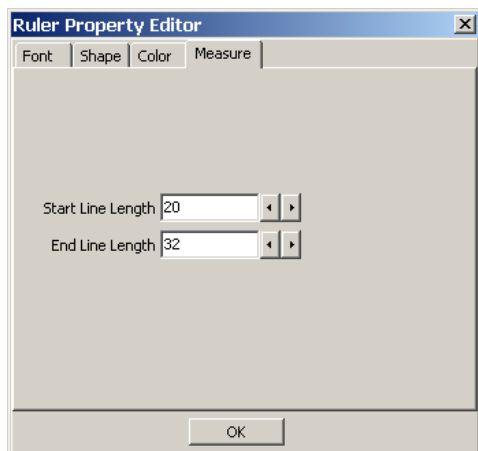 Ruler Property Editor
Font Shape Color Measure
Start Line Length 20
End Line Length 32
OK